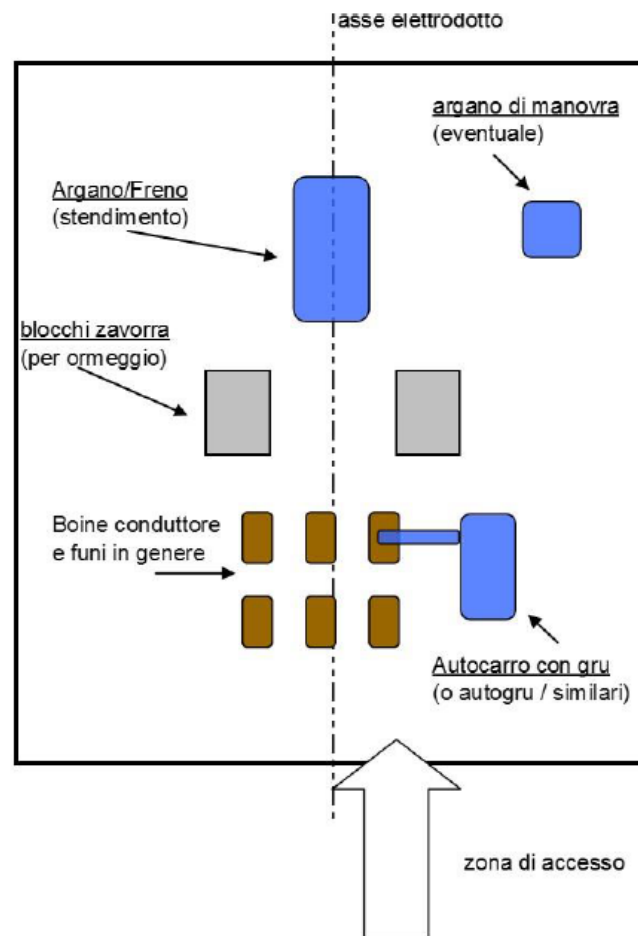 asse elettrodotto
argano di manovra
(eventuale)
Argano/Freno
(stendimento)
blocchi zavorra
(per ormeggio)
Boine conduttore
e funi in genere
Autocarro con gru
(o autogru / similari)
zona di accesso